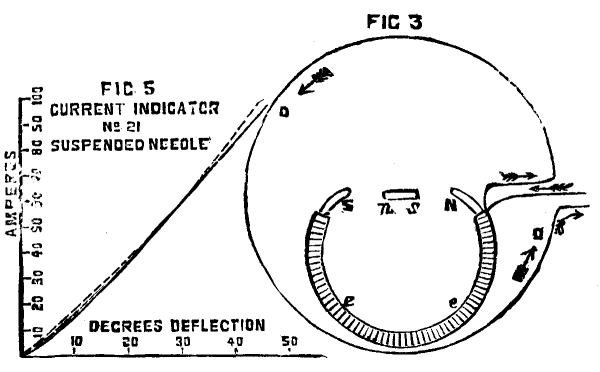 FIG 3
FIG 5
CURRENT INDICATOR
No 21
SUSPENDED NEEDLE
AMPERES
100
90
80
70
60
50
40
30
20
10
DEGREES DEFLECTION
10 20 30 40 50
D
S n S N
a
e e